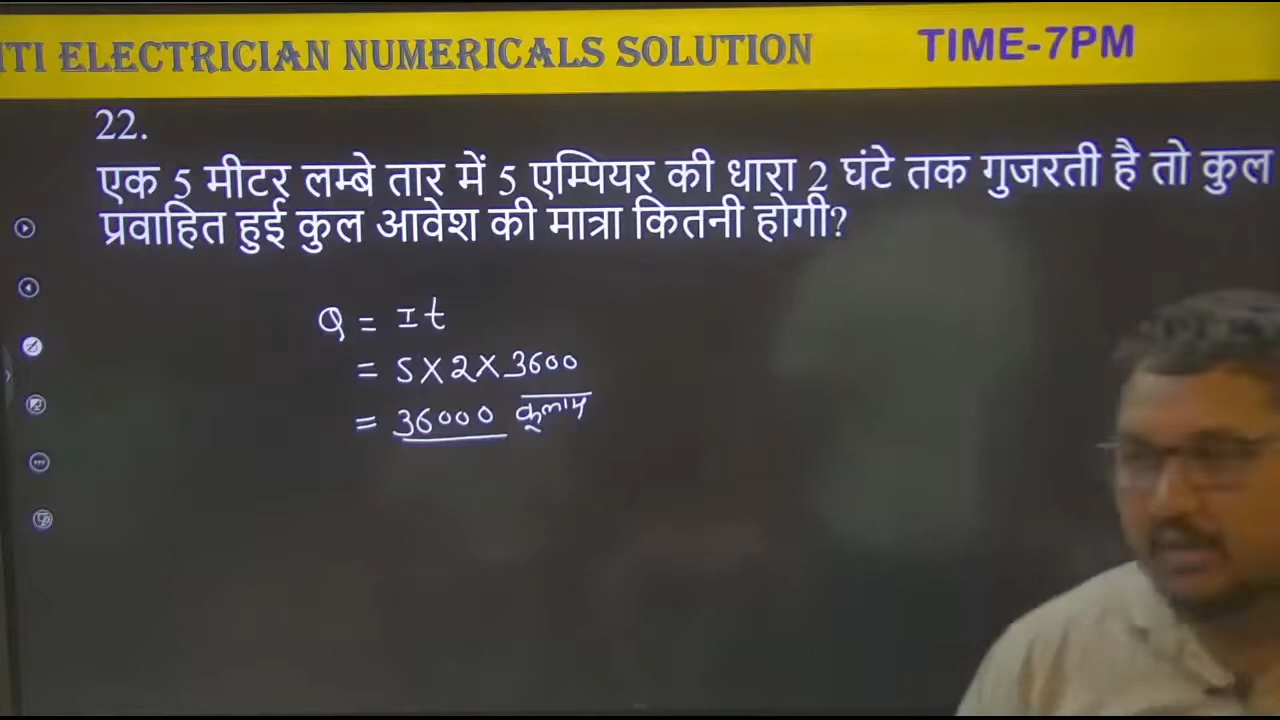 ITI ELECTRICIAN NUMERICALS SOLUTION TIME-7PM
22.
एक 5 मीटर लम्बे तार में 5 एम्पियर की धारा 2 घंटे तक गुजरती है तो कुल
प्रवाहित हुई कुल आवेश की मात्रा कितनी होगी?
Q = It
= 5 X 2 X 3600
= 36000 कूलाम